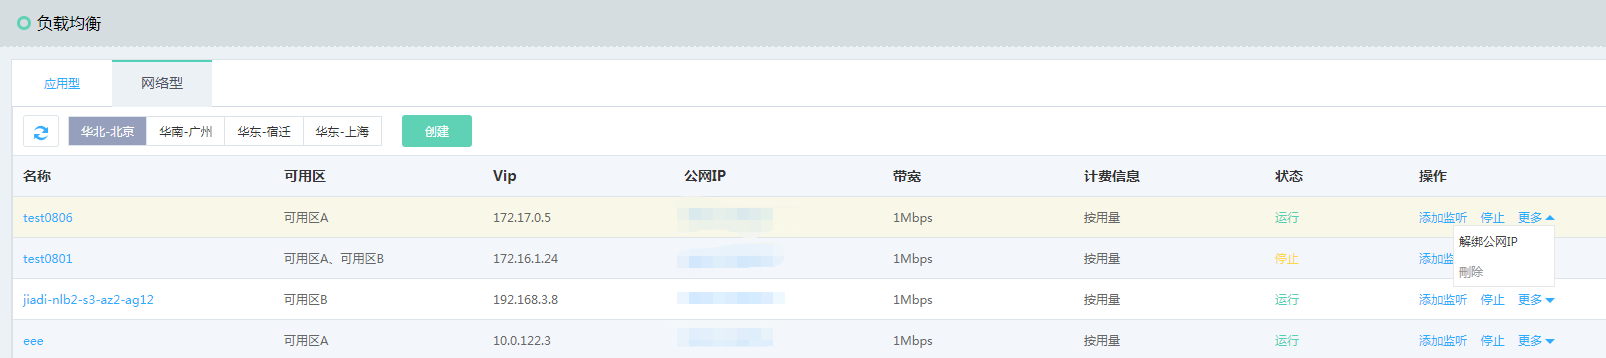 负载均衡
应用型 网络型
华北-北京 华南-广州 华东-宿迁 华东-上海 创建
名称 可用区 Vip 公网IP 带宽 计费信息 状态 操作
test0806 可用区A 172.17.0.5 1Mbps 按用量 运行 添加监听 停止 更多
解绑公网IP
test0801 可用区A、可用区B 172.16.1.24 1Mbps 按用量 停止 添加
删除
jiadi-nlb2-s3-az2-ag12 可用区B 192.168.3.8 1Mbps 按用量 运行 添加监听 停止 更多
eee 可用区A 10.0.122.3 1Mbps 按用量 运行 添加监听 停止 更多